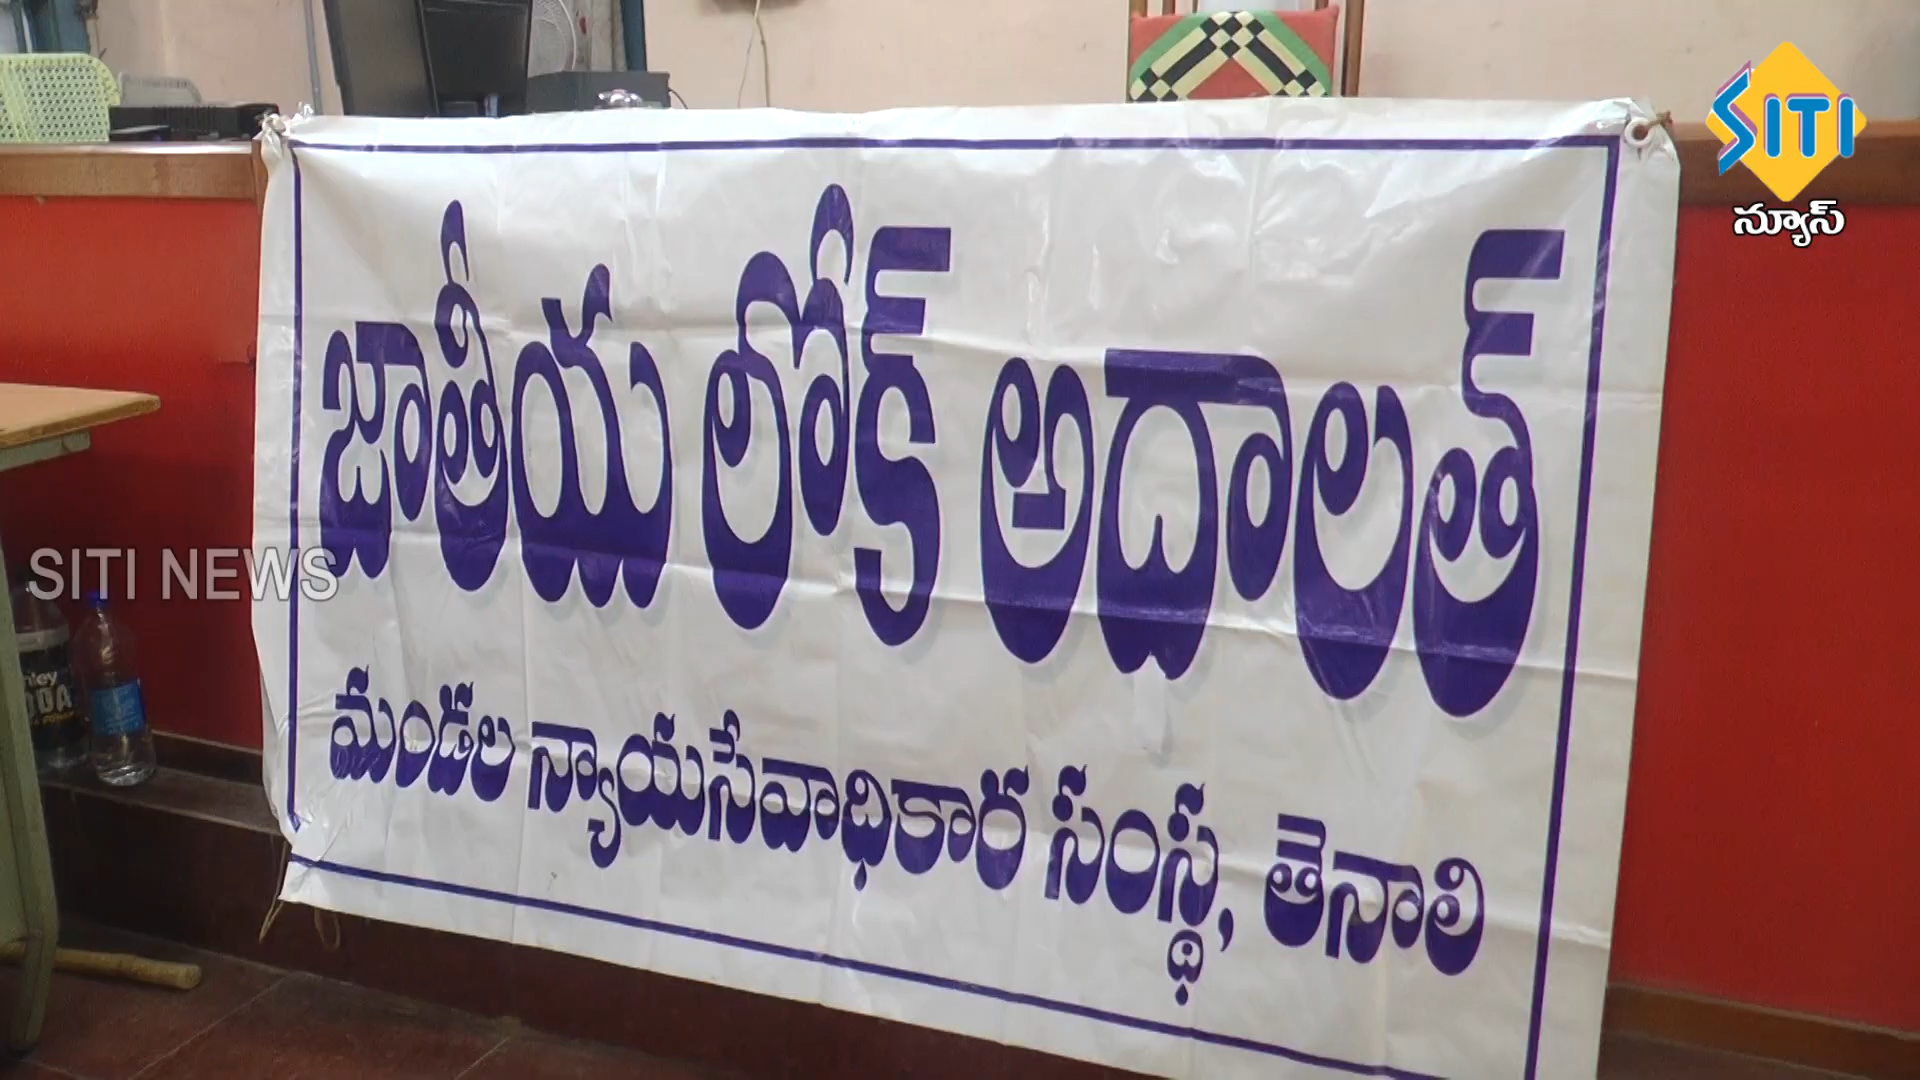 SITI
న్యూస్
జాతీయ లోక్ అదాలత్
SITI NEWS
మండల న్యాయసేవాధికార సంస్థ, తెనాలి